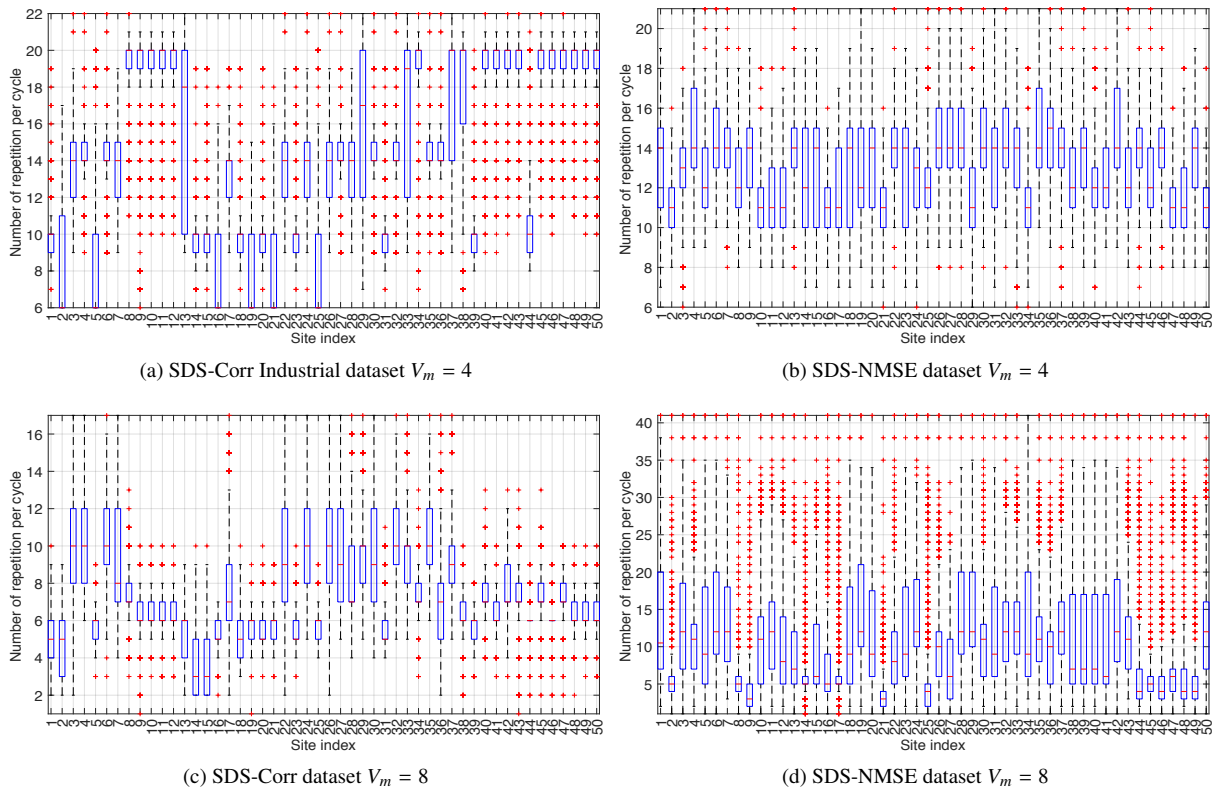 Number of repetition per cycle
22
20
18
16
14
12
10
8
6
1 2 3 4 5 6 7 8 9 10 11 12 13 14 15 16 17 18 19 20 21 22 23 24 25 26 27 28 29 30 31 32 33 34 35 36 37 38 39 40 41 42 43 44 45 46 47 48 49 50
Site index
(a) SDS-Corr Industrial dataset Vm = 4
Number of repetition per cycle
20
18
16
14
12
10
8
6
1 2 3 4 5 6 7 8 9 10 11 12 13 14 15 16 17 18 19 20 21 22 23 24 25 26 27 28 29 30 31 32 33 34 35 36 37 38 39 40 41 42 43 44 45 46 47 48 49 50
Site index
(b) SDS-NMSE dataset Vm = 4
Number of repetition per cycle
16
14
12
10
8
6
4
2
1 2 3 4 5 6 7 8 9 10 11 12 13 14 15 16 17 18 19 20 21 22 23 24 25 26 27 28 29 30 31 32 33 34 35 36 37 38 39 40 41 42 43 44 45 46 47 48 49 50
Site index
(c) SDS-Corr dataset Vm = 8
Number of repetition per cycle
40
35
30
25
20
15
10
5
1 2 3 4 5 6 7 8 9 10 11 12 13 14 15 16 17 18 19 20 21 22 23 24 25 26 27 28 29 30 31 32 33 34 35 36 37 38 39 40 41 42 43 44 45 46 47 48 49 50
Site index
(d) SDS-NMSE dataset Vm = 8